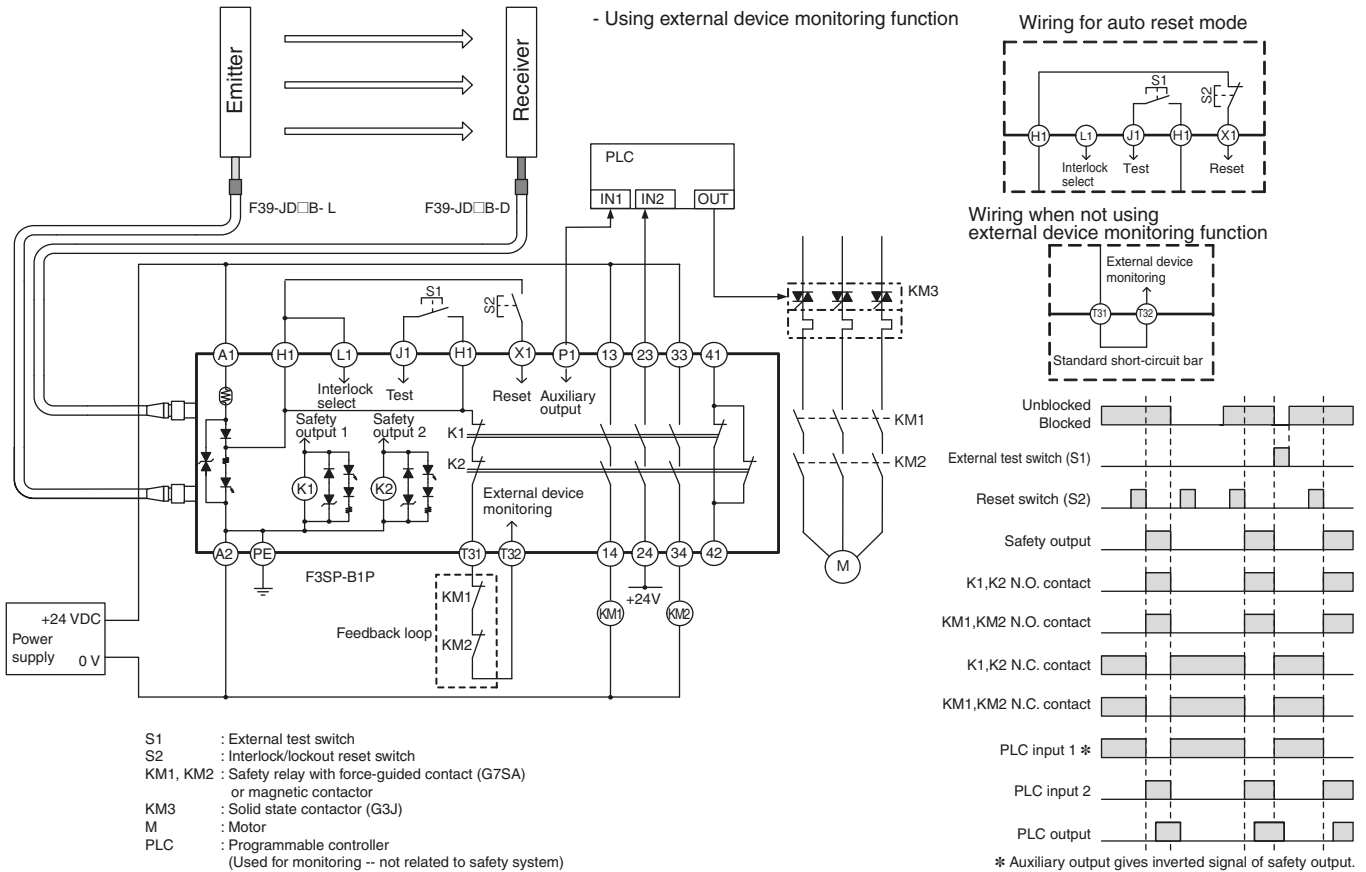 - Using external device monitoring function
Emitter
Receiver
F39-JD□B- L
F39-JD□B-D
PLC
IN1 IN2 OUT
KM3
S1
S2
A1 H1 L1 J1 H1 X1 P1 13 23 33 41
Interlock
select
Test
Reset
Auxiliary
output
Safety
output 1
Safety
output 2
K1
K2
K1
K2
External device
monitoring
KM1
KM2
M
A2 PE T31 T32 14 24 34 42
F3SP-B1P
+24V
KM1
KM2
Feedback loop
KM1
KM2
+24 VDC
Power
supply
0 V
S1 : External test switch
S2 : Interlock/lockout reset switch
KM1, KM2 : Safety relay with force-guided contact (G7SA)
or magnetic contactor
KM3 : Solid state contactor (G3J)
M : Motor
PLC : Programmable controller
(Used for monitoring -- not related to safety system)
Wiring for auto reset mode
S1
S2
H1 L1 J1 H1 X1
Interlock
select
Test
Reset
Wiring when not using
external device monitoring function
External device
monitoring
T31 T32
Standard short-circuit bar
Unblocked
Blocked
External test switch (S1)
Reset switch (S2)
Safety output
K1,K2 N.O. contact
KM1,KM2 N.O. contact
K1,K2 N.C. contact
KM1,KM2 N.C. contact
PLC input 1 ✻
PLC input 2
PLC output
✻ Auxiliary output gives inverted signal of safety output.